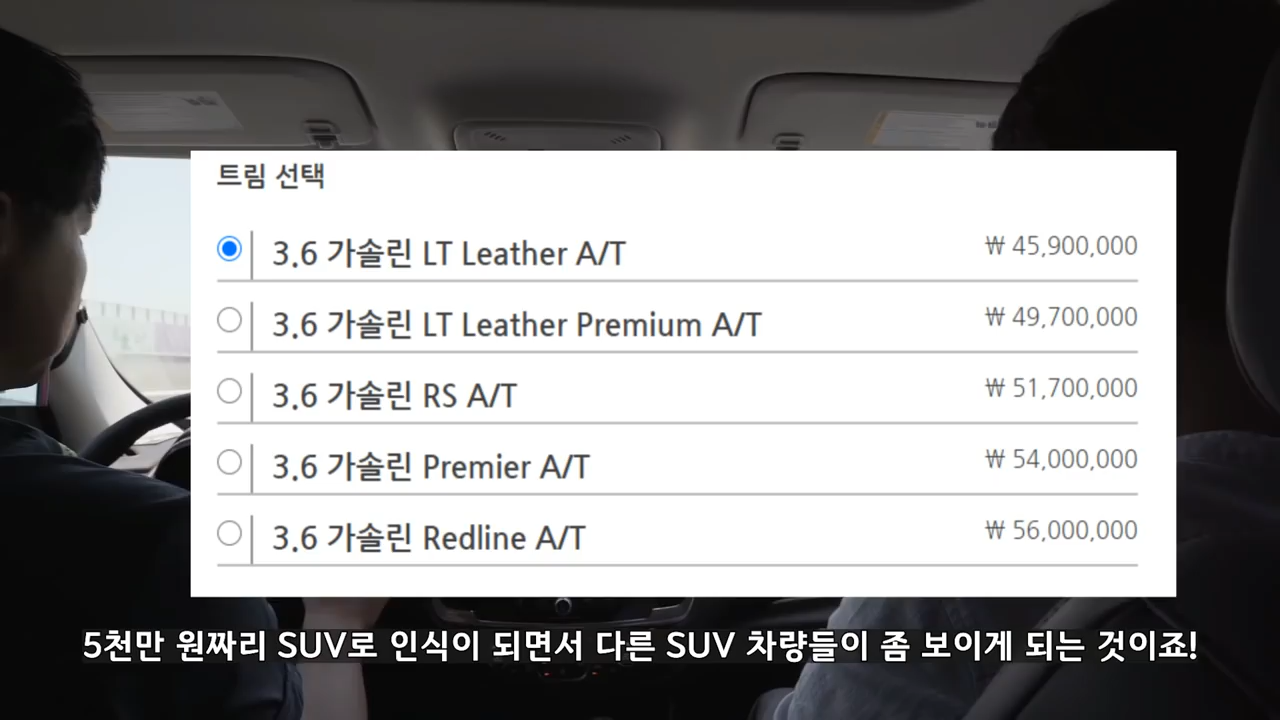 트림 선택
3.6 가솔린 LT Leather A/T ₩ 45,900,000
3.6 가솔린 LT Leather Premium A/T ₩ 49,700,000
3.6 가솔린 RS A/T ₩ 51,700,000
3.6 가솔린 Premier A/T ₩ 54,000,000
3.6 가솔린 Redline A/T ₩ 56,000,000
5천만 원짜리 SUV로 인식이 되면서 다른 SUV 차량들이 좀 보이게 되는 것이죠!